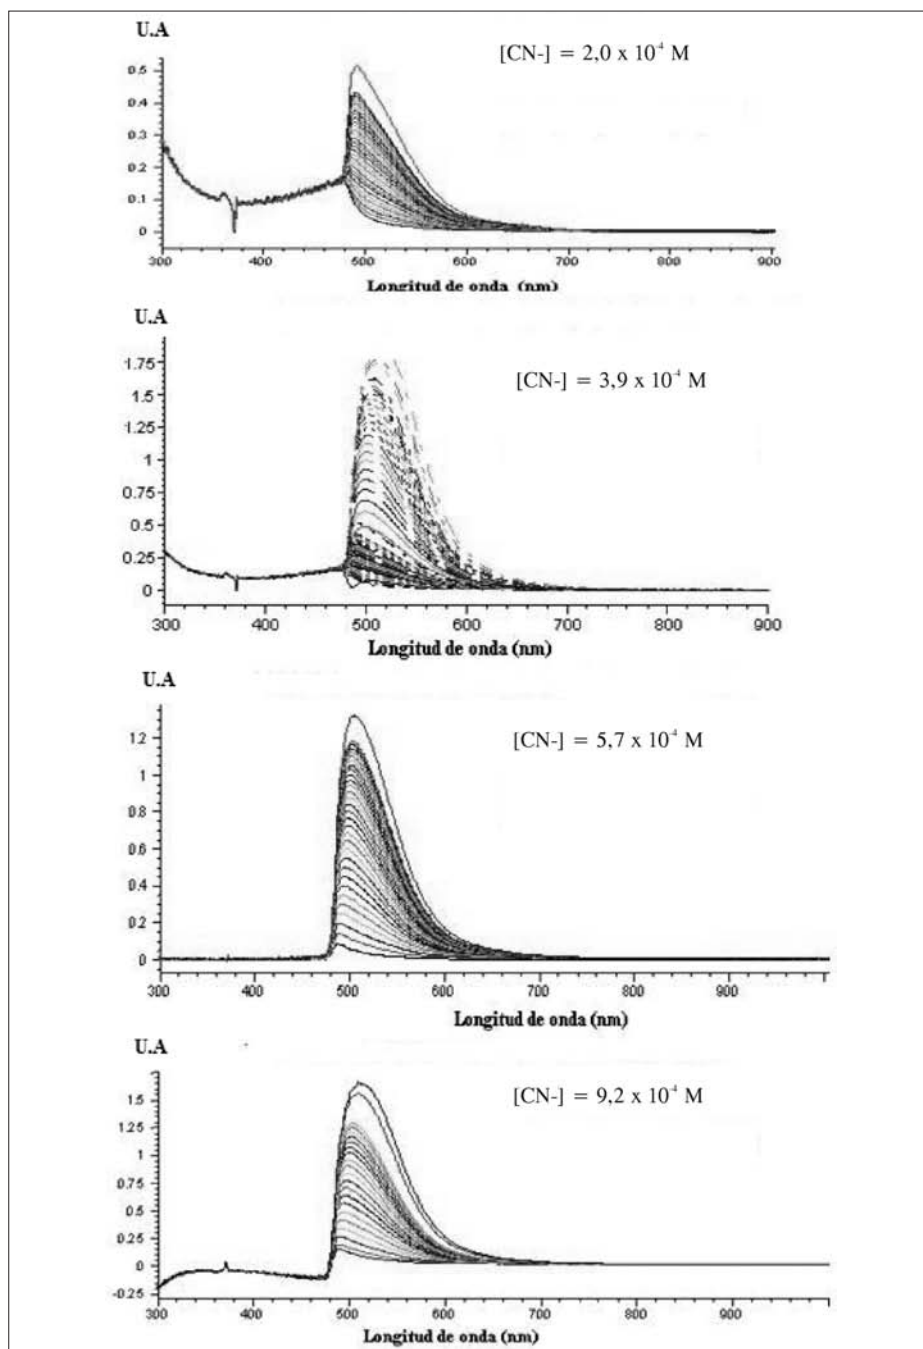 U.A
[CN-] = 2,0 x 10⁻⁴ M
0.5
0.4
0.3
0.2
0.1
0
300 400 500 600 700 800 900
Longitud de onda (nm)
U.A
[CN-] = 3,9 x 10⁻⁴ M
1.75
1.5
1.25
1
0.75
0.5
0.25
0
300 400 500 600 700 800 900
Longitud de onda (nm)
U.A
[CN-] = 5,7 x 10⁻⁴ M
1.2
1
0.8
0.6
0.4
0.2
0
300 400 500 600 700 800 900
Longitud de onda (nm)
U.A
[CN-] = 9,2 x 10⁻⁴ M
1.5
1.25
1
0.75
0.5
0.25
0
-0.25
300 400 500 600 700 800 900
Longitud de onda (nm)